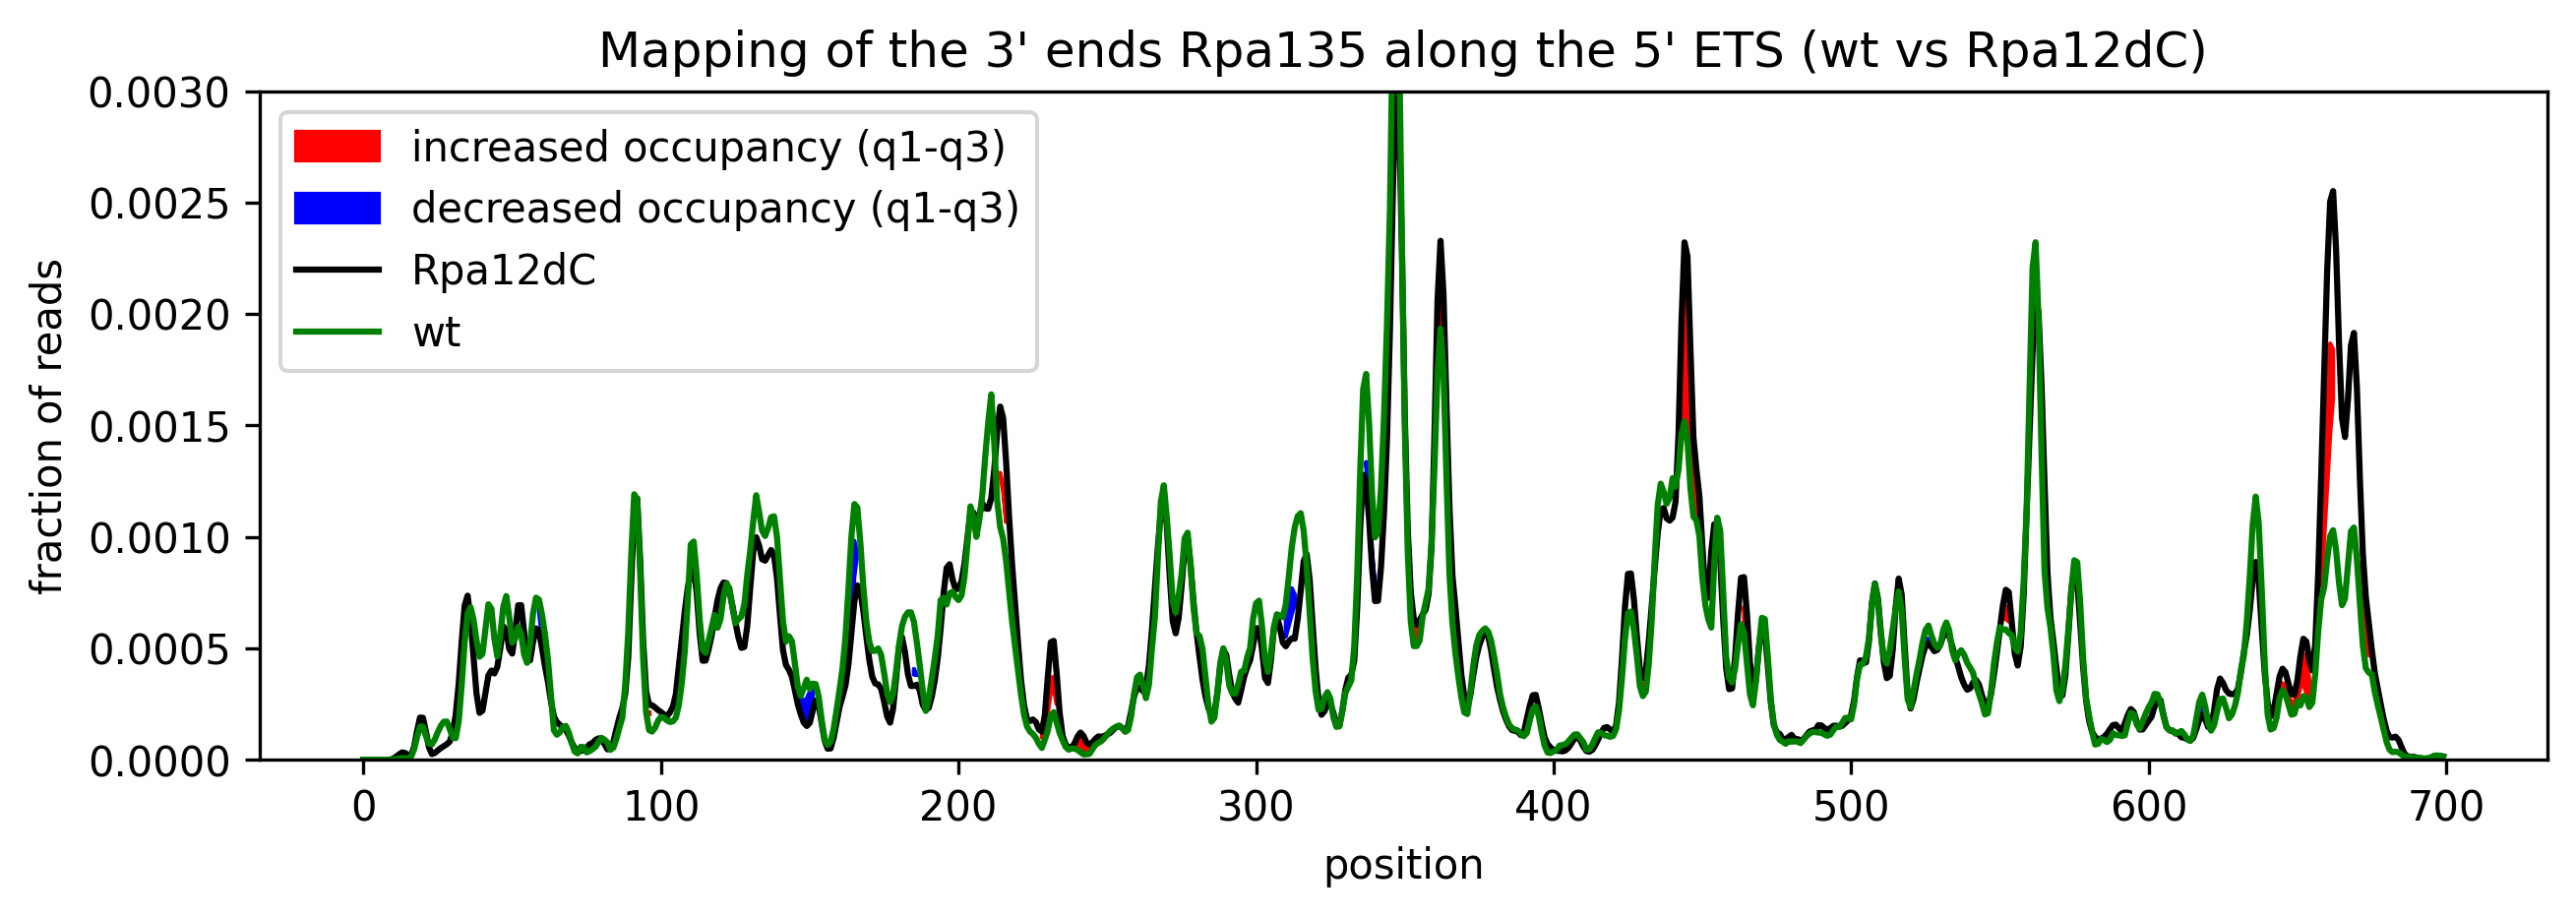 Mapping of the 3' ends Rpa135 along the 5' ETS (wt vs Rpa12dC)
0.0030
0.0025
0.0020
0.0015
0.0010
0.0005
0.0000
fraction of reads
increased occupancy (q1-q3)
decreased occupancy (q1-q3)
Rpa12dC
wt
0 100 200 300 400 500 600 700
position